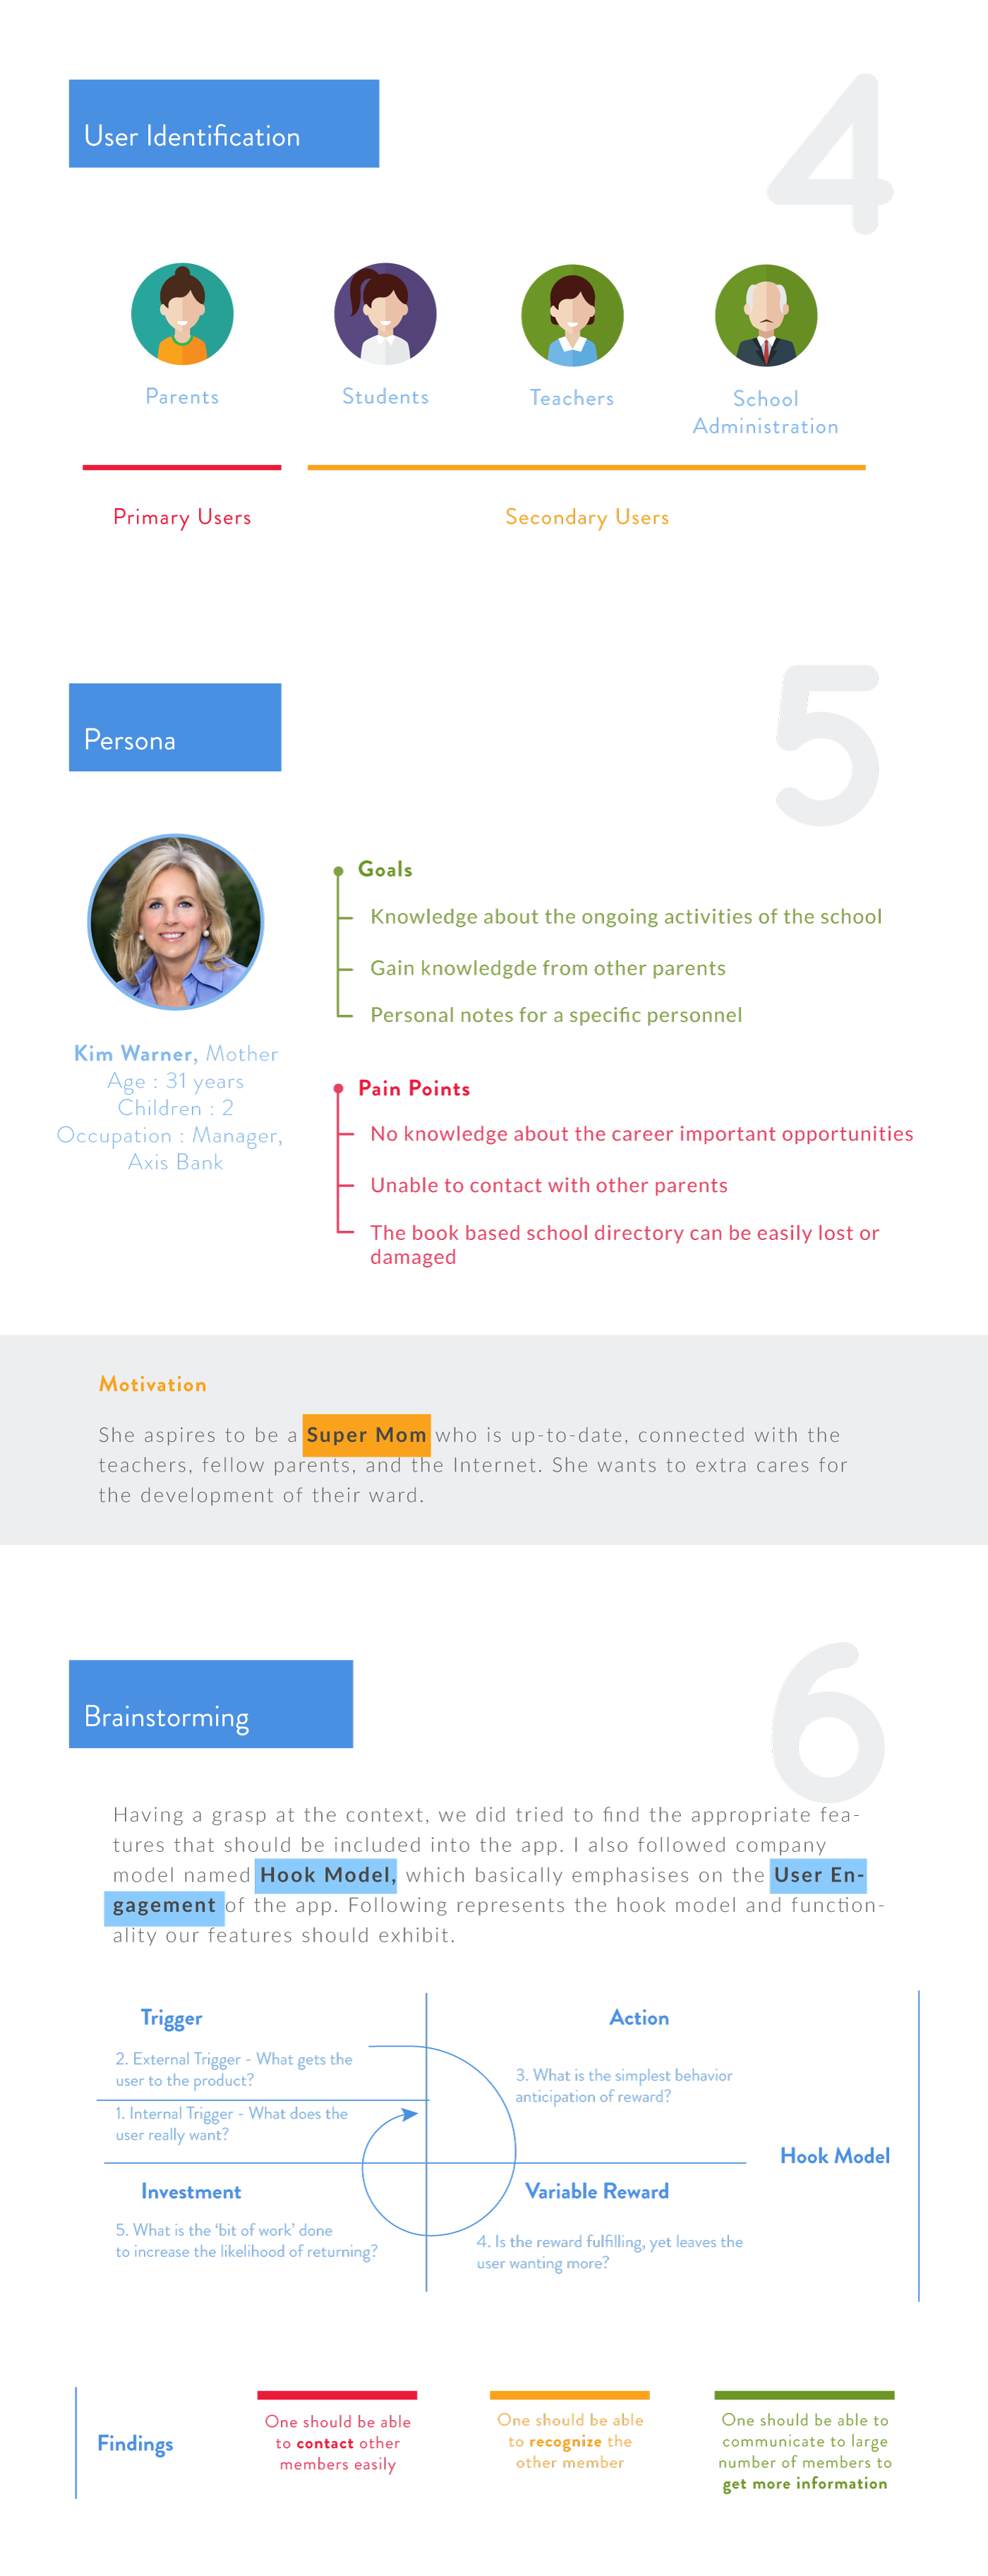 4
User Identification
Parents
Students
Teachers
School
Administration
Primary Users
Secondary Users
5
Persona
Kim Warner, Mother
Age : 31 years
Children : 2
Occupation : Manager,
Axis Bank
Goals
Knowledge about the ongoing activities of the school
Gain knowledgde from other parents
Personal notes for a specific personnel
Pain Points
No knowledge about the career important opportunities
Unable to contact with other parents
The book based school directory can be easily lost or
damaged
Motivation
She aspires to be a Super Mom who is up-to-date, connected with the
teachers, fellow parents, and the Internet. She wants to extra cares for
the development of their ward.
6
Brainstorming
Having a grasp at the context, we did tried to find the appropriate fea-
tures that should be included into the app. I also followed company
model named Hook Model, which basically emphasises on the User En-
gagement of the app. Following represents the hook model and function-
ality our features should exhibit.
Trigger
2. External Trigger - What gets the
user to the product?
1. Internal Trigger - What does the
user really want?
Action
3. What is the simplest behavior
anticipation of reward?
Hook Model
Investment
5. What is the ‘bit of work’ done
to increase the likelihood of returning?
Variable Reward
4. Is the reward fulfilling, yet leaves the
user wanting more?
Findings
One should be able
to contact other
members easily
One should be able
to recognize the
other member
One should be able to
communicate to large
number of members to
get more information